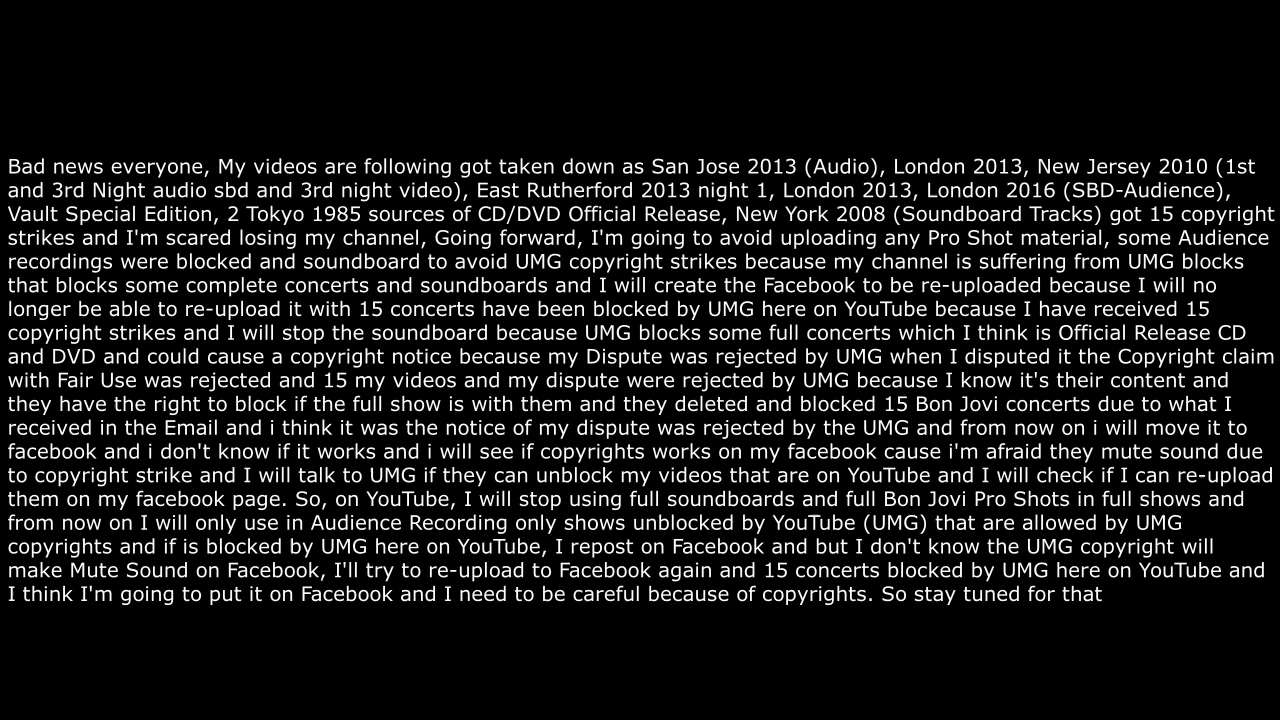 Bad news everyone, My videos are following got taken down as San Jose 2013 (Audio), London 2013, New Jersey 2010 (1st
and 3rd Night audio sbd and 3rd night video), East Rutherford 2013 night 1, London 2013, London 2016 (SBD-Audience),
Vault Special Edition, 2 Tokyo 1985 sources of CD/DVD Official Release, New York 2008 (Soundboard Tracks) got 15 copyright
strikes and I'm scared losing my channel, Going forward, I'm going to avoid uploading any Pro Shot material, some Audience
recordings were blocked and soundboard to avoid UMG copyright strikes because my channel is suffering from UMG blocks
that blocks some complete concerts and soundboards and I will create the Facebook to be re-uploaded because I will no
longer be able to re-upload it with 15 concerts have been blocked by UMG here on YouTube because I have received 15
copyright strikes and I will stop the soundboard because UMG blocks some full concerts which I think is Official Release CD
and DVD and could cause a copyright notice because my Dispute was rejected by UMG when I disputed it the Copyright claim
with Fair Use was rejected and 15 my videos and my dispute were rejected by UMG because I know it's their content and
they have the right to block if the full show is with them and they deleted and blocked 15 Bon Jovi concerts due to what I
received in the Email and i think it was the notice of my dispute was rejected by the UMG and from now on i will move it to
facebook and i don't know if it works and i will see if copyrights works on my facebook cause i'm afraid they mute sound due
to copyright strike and I will talk to UMG if they can unblock my videos that are on YouTube and I will check if I can re-upload
them on my facebook page. So, on YouTube, I will stop using full soundboards and full Bon Jovi Pro Shots in full shows and
from now on I will only use in Audience Recording only shows unblocked by YouTube (UMG) that are allowed by UMG
copyrights and if is blocked by UMG here on YouTube, I repost on Facebook and but I don't know the UMG copyright will
make Mute Sound on Facebook, I'll try to re-upload to Facebook again and 15 concerts blocked by UMG here on YouTube and
I think I'm going to put it on Facebook and I need to be careful because of copyrights. So stay tuned for that